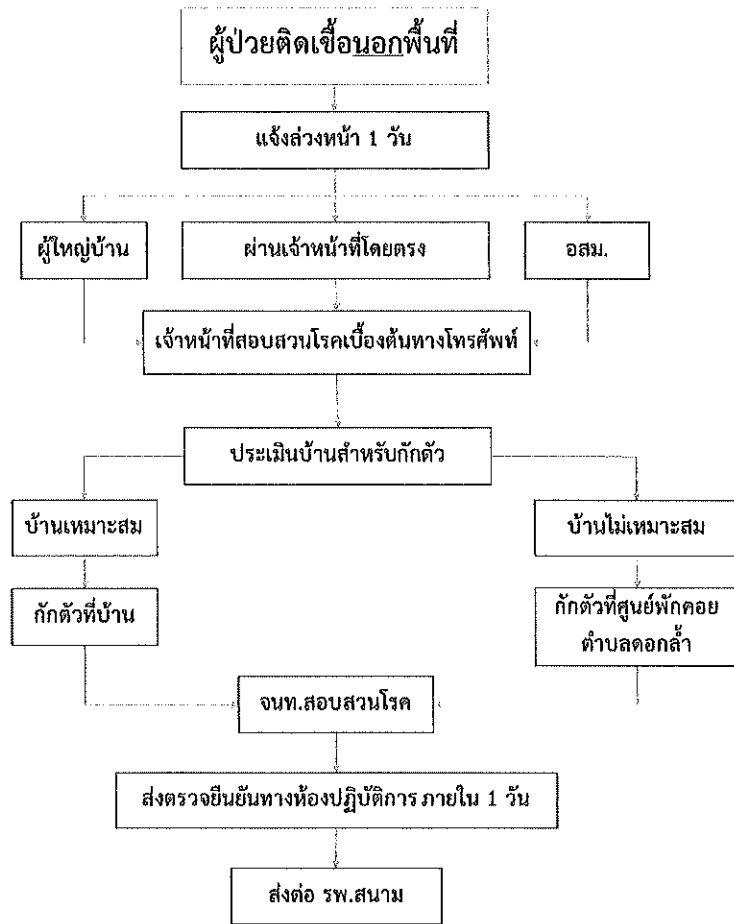 ผู้ป่วยติดเชื้อนอกพื้นที่
แจ้งล่วงหน้า 1 วัน
ผู้ใหญ่บ้าน
ผ่านเจ้าหน้าที่โดยตรง
อสม.
เจ้าหน้าที่สอบสวนโรคเบื้องต้นทางโทรศัพท์
ประเมินบ้านสำหรับกักตัว
บ้านเหมาะสม
บ้านไม่เหมาะสม
กักตัวที่บ้าน
กักตัวที่ศูนย์พักคอย
ตำบลดอกล้ำ
จนท.สอบสวนโรค
ส่งตรวจยืนยันทางห้องปฏิบัติการ ภายใน 1 วัน
ส่งต่อ รพ.สนาม